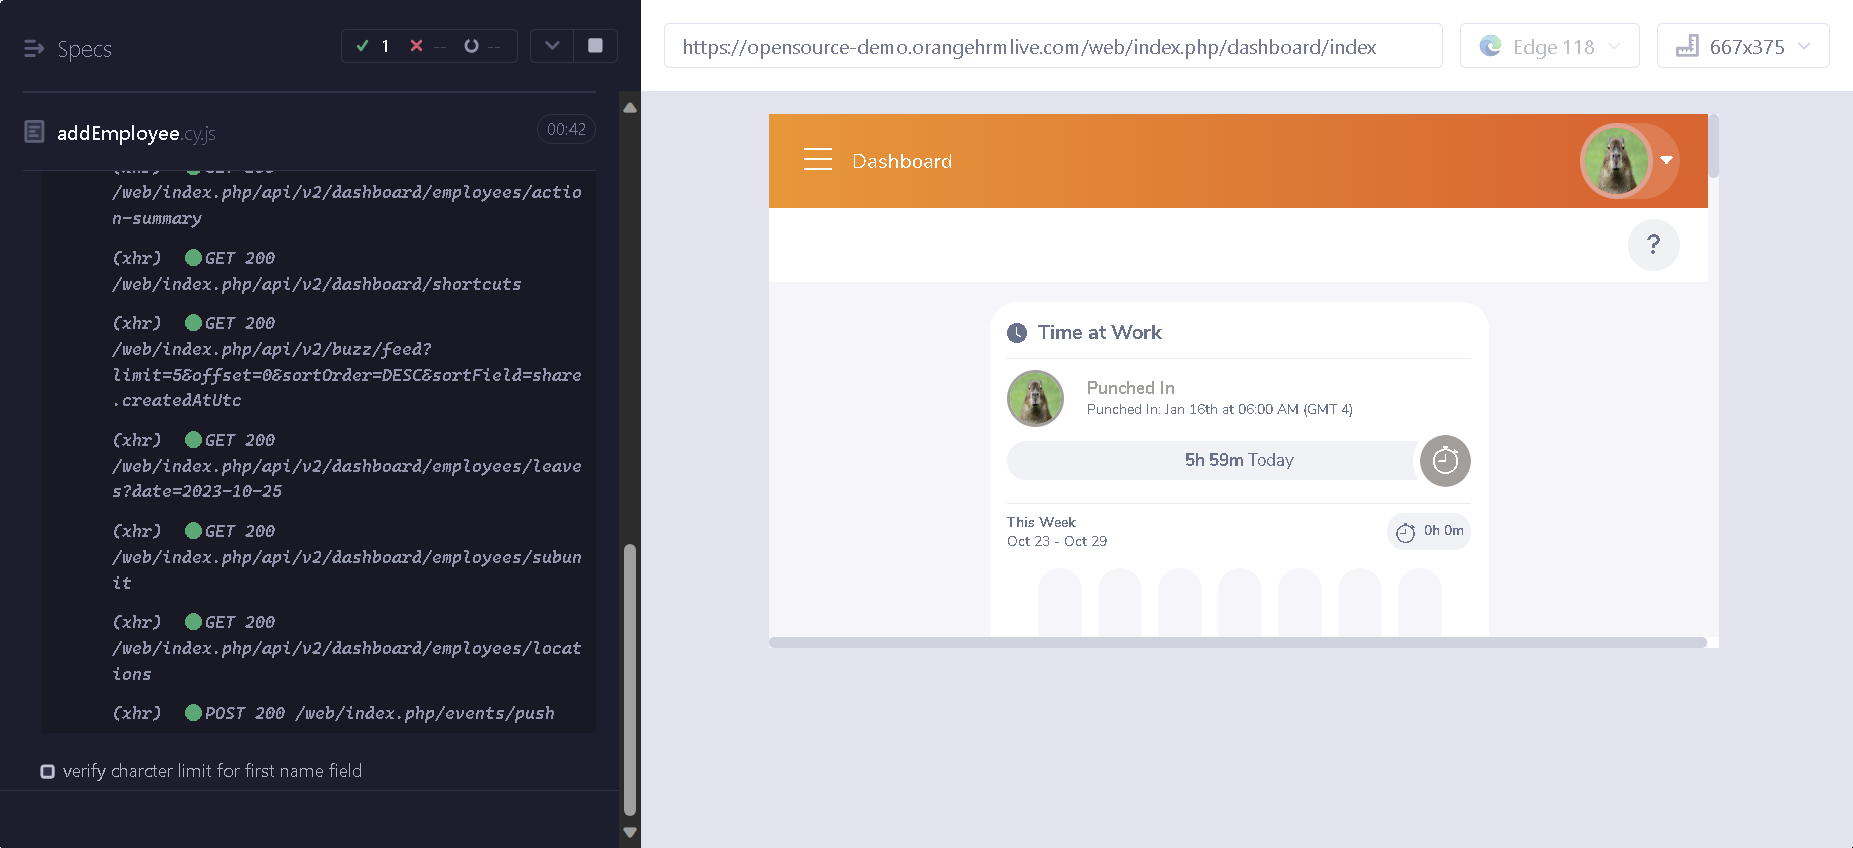 Specs
1
--
--
https://opensource-demo.orangehrmlive.com/web/index.php/dashboard/index
Edge 118
667x375
addEmployee.cy.js
00:42
/web/index.php/api/v2/dashboard/employees/actio
n-summary
(xhr) GET 200
/web/index.php/api/v2/dashboard/shortcuts
(xhr) GET 200
/web/index.php/api/v2/buzz/feed?
limit=5&offset=0&sortOrder=DESC&sortField=share
.createdAtUtc
(xhr) GET 200
/web/index.php/api/v2/dashboard/employees/leave
s?date=2023-10-25
(xhr) GET 200
/web/index.php/api/v2/dashboard/employees/subun
it
(xhr) GET 200
/web/index.php/api/v2/dashboard/employees/locat
ions
(xhr) POST 200 /web/index.php/events/push
verify charcter limit for first name field
Dashboard
?
Time at Work
Punched In
Punched In: Jan 16th at 06:00 AM (GMT 4)
5h 59m Today
This Week
Oct 23 - Oct 29
0h 0m